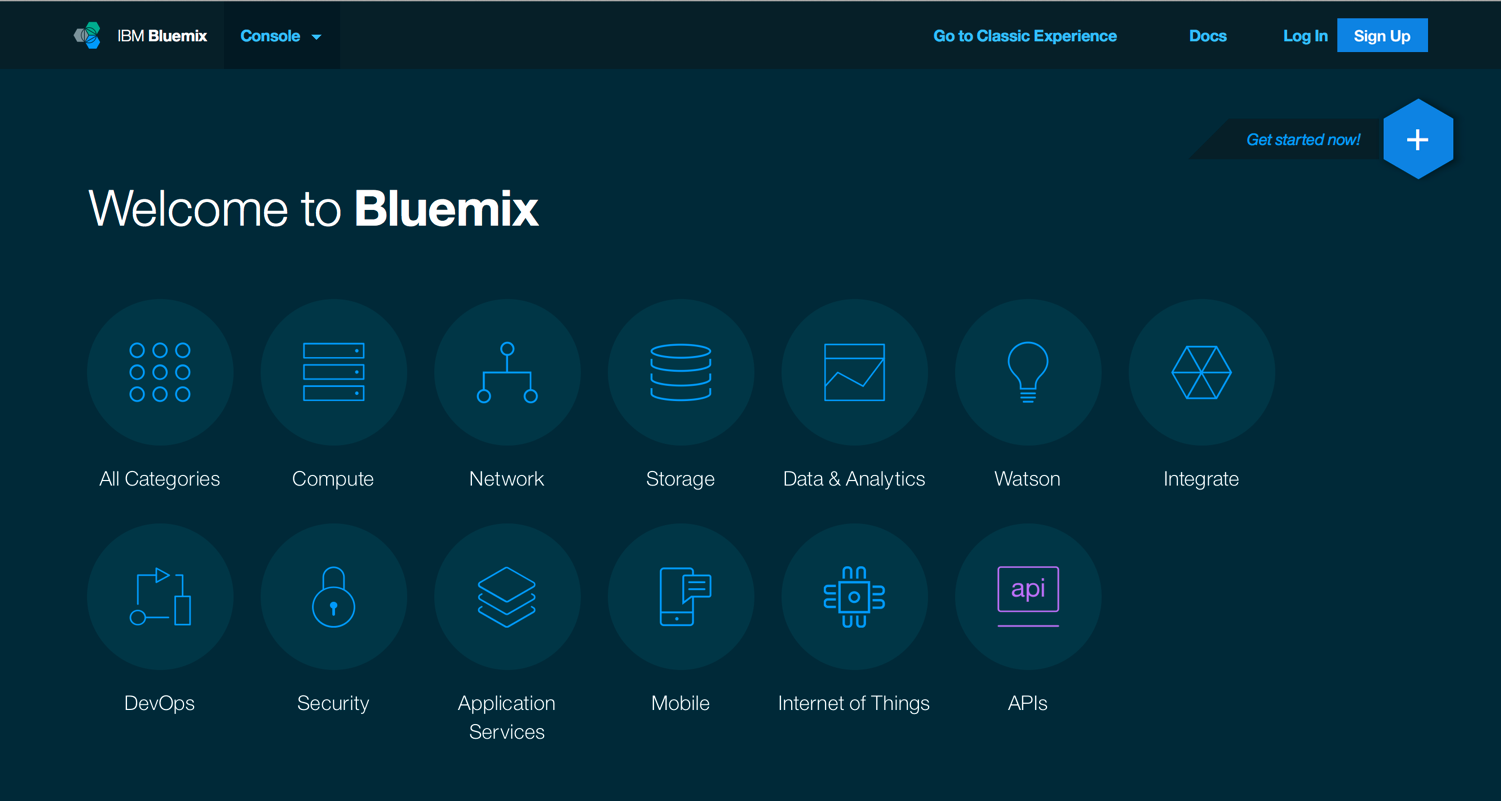 IBM Bluemix Console Go to Classic Experience Docs Log In Sign Up
Get started now!
Welcome to Bluemix
All Categories Compute Network Storage Data & Analytics Watson Integrate
api
DevOps Security Application Services Mobile Internet of Things APIs